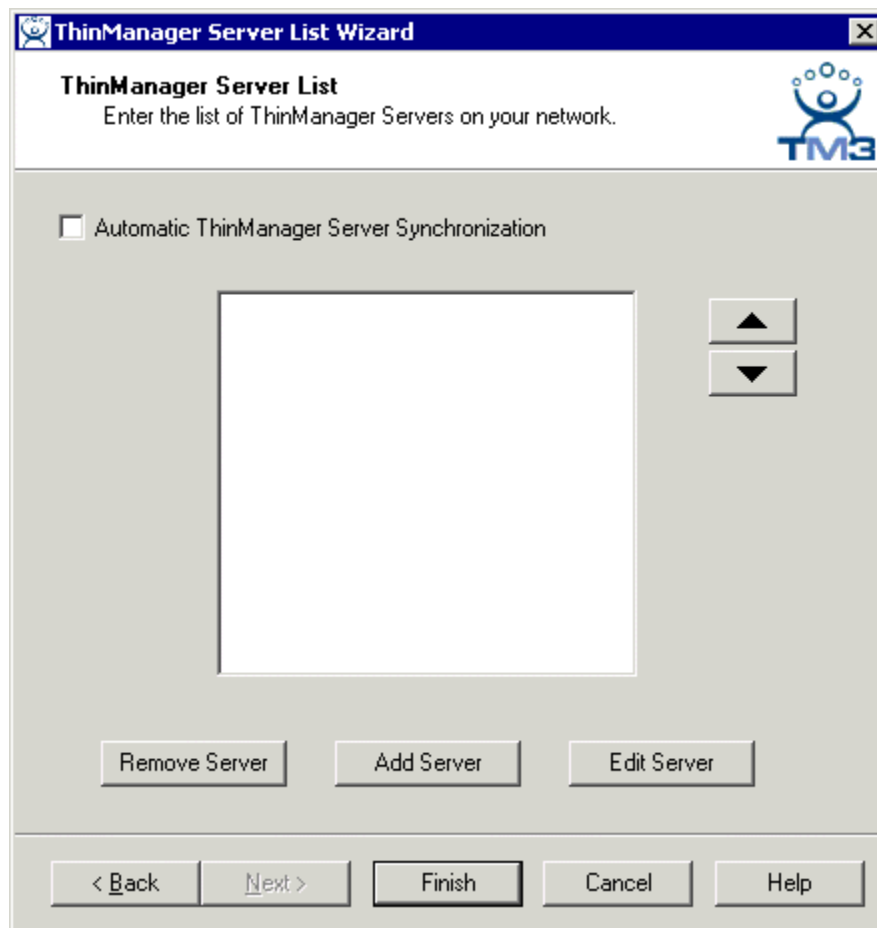 ThinManager Server List Wizard
ThinManager Server List
Enter the list of ThinManager Servers on your network.
TM3
Automatic ThinManager Server Synchronization
Remove Server Add Server Edit Server
< Back Next > Finish Cancel Help